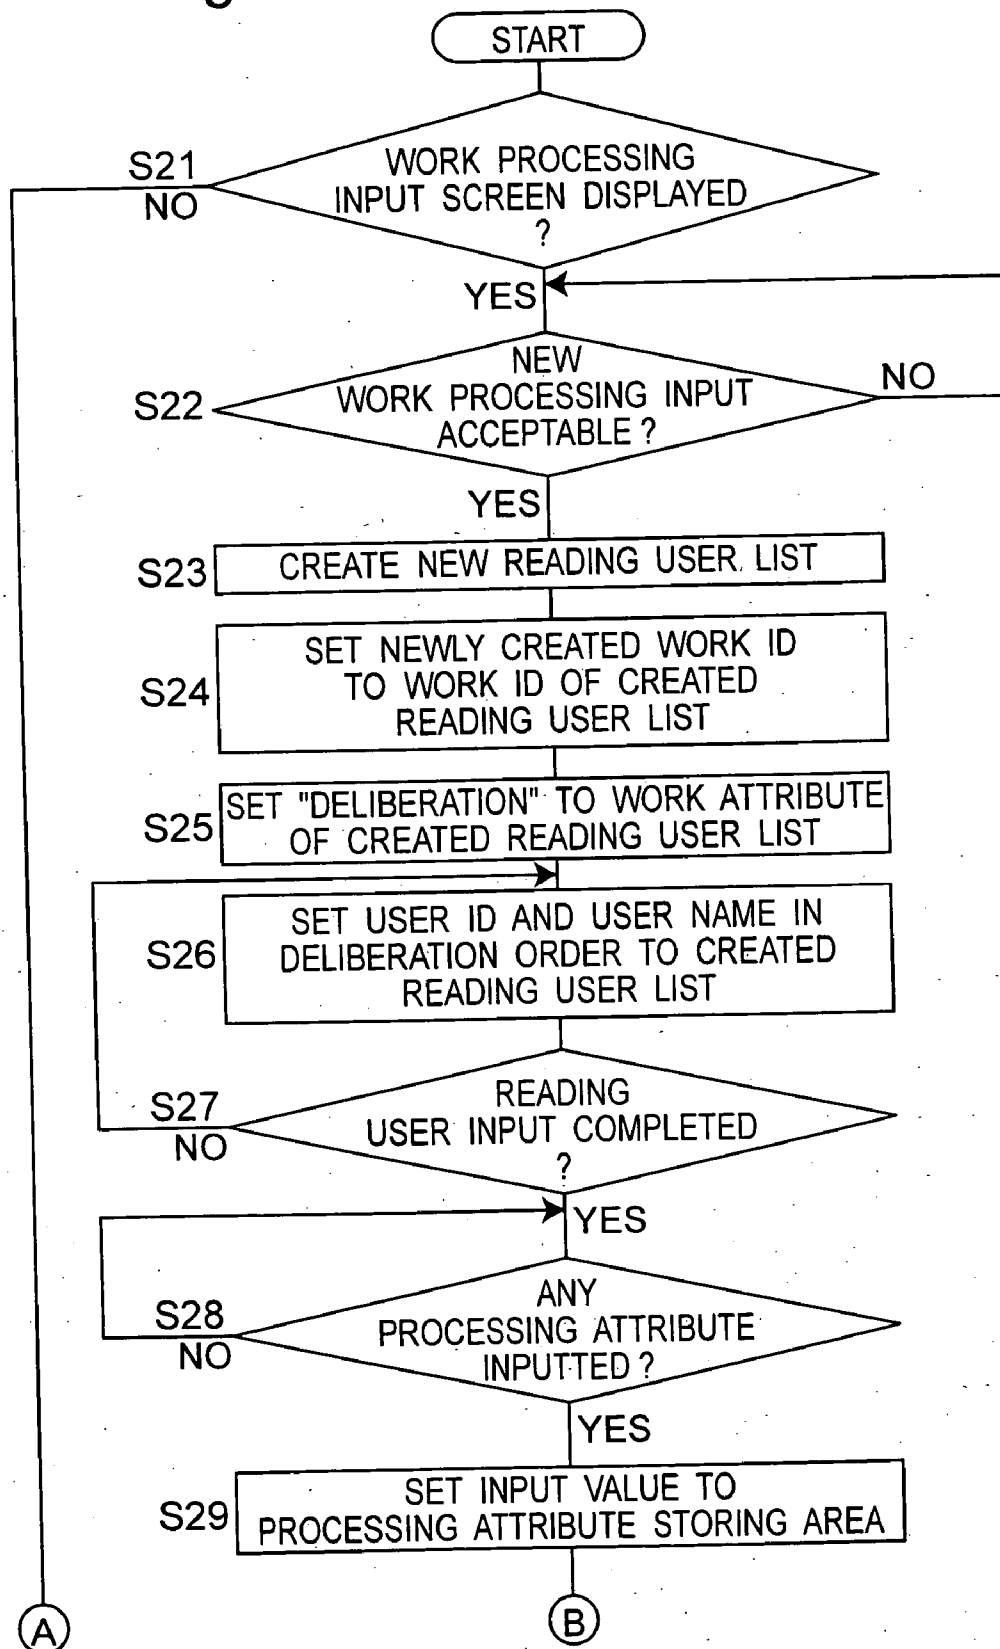 START
S21
NO
WORK PROCESSING
INPUT SCREEN DISPLAYED
?
YES
S22
NEW
WORK PROCESSING INPUT
ACCEPTABLE ?
NO
YES
S23
CREATE NEW READING USER LIST
S24
SET NEWLY CREATED WORK ID
TO WORK ID OF CREATED
READING USER LIST
S25
SET "DELIBERATION" TO WORK ATTRIBUTE
OF CREATED READING USER LIST
S26
SET USER ID AND USER NAME IN
DELIBERATION ORDER TO CREATED
READING USER LIST
S27
NO
READING
USER INPUT COMPLETED
?
YES
S28
NO
ANY
PROCESSING ATTRIBUTE
INPUTTED ?
YES
S29
SET INPUT VALUE TO
PROCESSING ATTRIBUTE STORING AREA
A
B